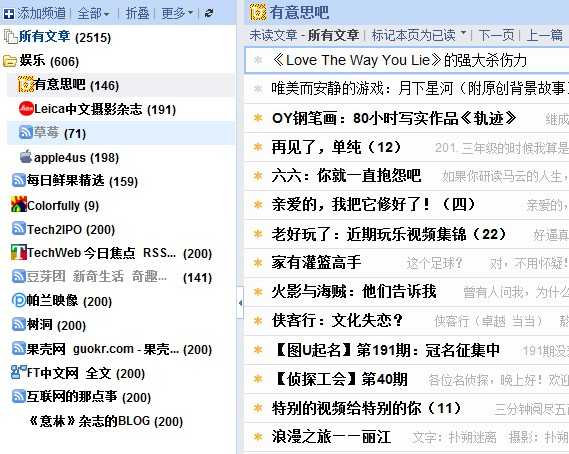 添加频道 全部 折叠 更多
所有文章 (2515)
娱乐 (606)
有意思吧 (146)
Leica中文摄影杂志 (191)
草莓 (71)
apple4us (198)
每日鲜果精选 (159)
Colorfully (9)
Tech2IPO (200)
TechWeb 今日焦点 RSS... (200)
豆芽团 新奇生活 奇趣... (141)
帕兰映像 (200)
树洞 (200)
果壳网 guokr.com - 果壳... (200)
FT中文网 全文 (200)
互联网的那点事 (200)
《意林》杂志的BLOG (200)
有意思吧
未读文章 - 所有文章 标记本页为已读 下一页 上一篇
《Love The Way You Lie》的强大杀伤力
唯美而安静的游戏：月下星河（附原创背景故事
OY钢笔画：80小时写实作品《轨迹》 继成
再见了，单纯（12） 201. 三年级的时候我算是
六六：你就一直抱怨吧 如果你研读马云的人生，
亲爱的，我把它修好了！（四） 亲爱的，
老好玩了：近期玩乐视频集锦（22） 好逼真
家有灌篮高手 这个足球？ 对，不用怀疑！
火影与海贼：他们告诉我 曾有人问我，为什么
侠客行：文化失恋？ 侠客行（卓越 当当）
【图U起名】第191期：冠名征集中 第191期没
【侦探工会】第40期 各位名侦探，晚上好！欢迎
特别的视频给特别的你（11） 三分钟阅尽五百
浪漫之旅－－丽江 文字：扑朔迷离 摄影：扑朔